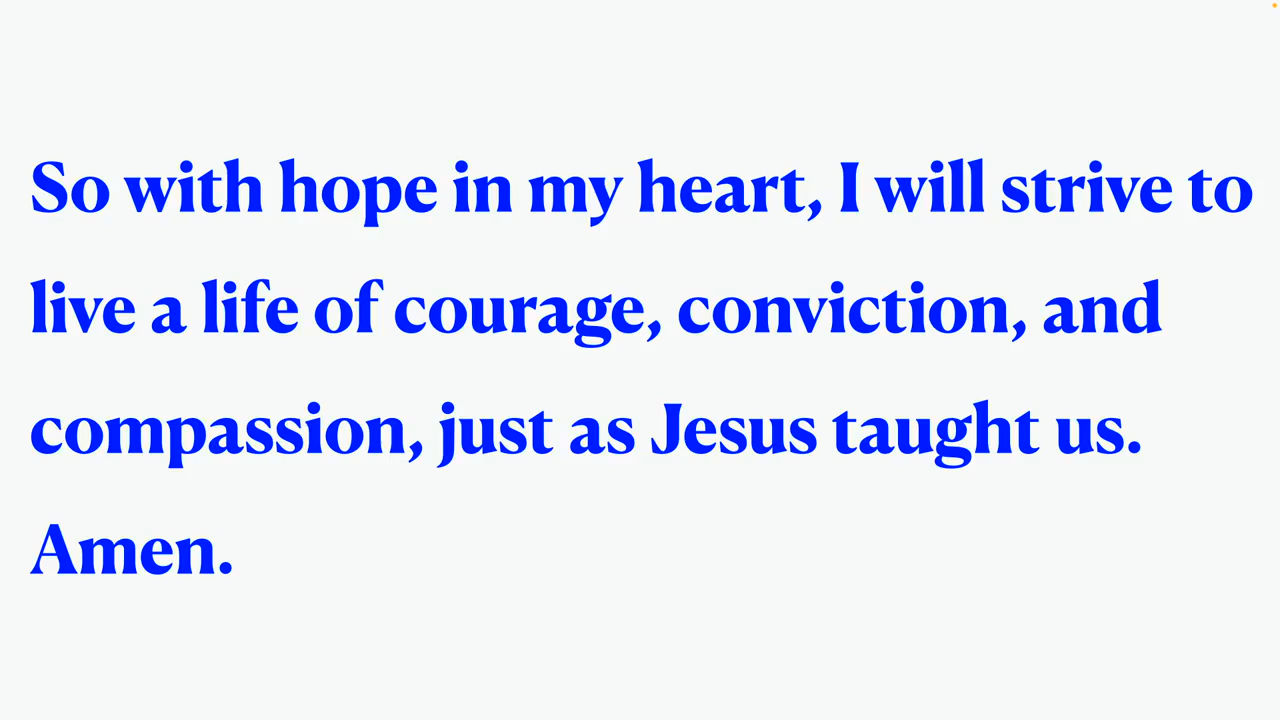 So with hope in my heart, I will strive to
live a life of courage, conviction, and
compassion, just as Jesus taught us.
Amen.